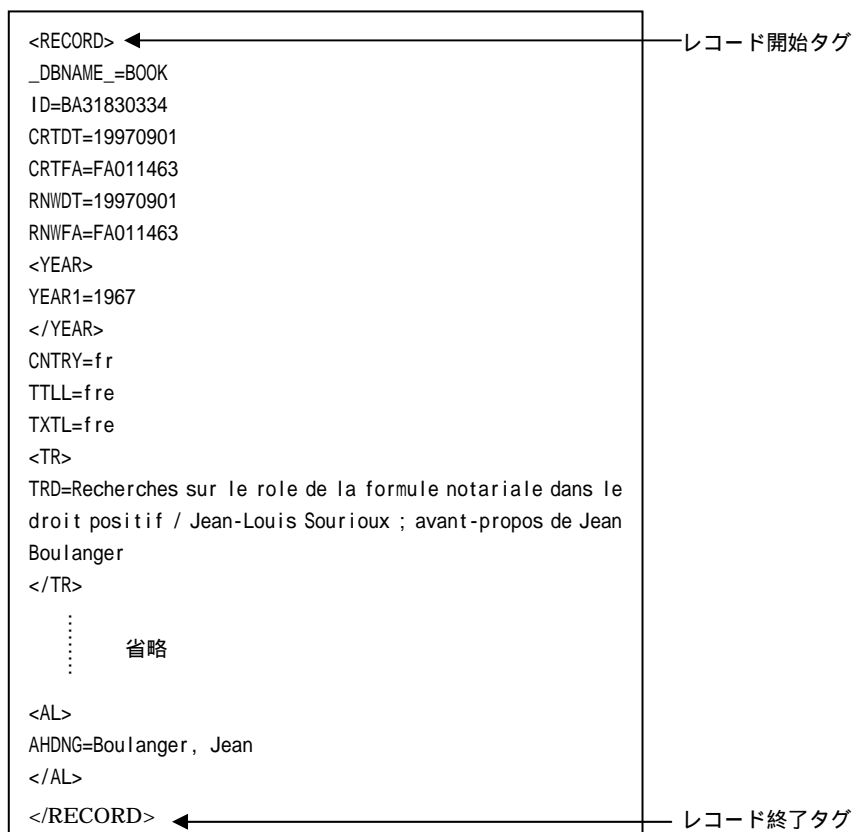 <RECORD> レコード開始タグ
_DBNAME_=BOOK
ID=BA31830334
CRTDT=19970901
CRTFA=FA011463
RNWDT=19970901
RNWFA=FA011463
<YEAR>
YEAR1=1967
</YEAR>
CNTRY=fr
TTLL=fre
TXTL=fre
<TR>
TRD=Recherches sur le role de la formule notariale dans le
droit positif / Jean-Louis Sourioux ; avant-propos de Jean
Boulanger
</TR>
省略
<AL>
AHDNG=Boulanger, Jean
</AL>
</RECORD> レコード終了タグ